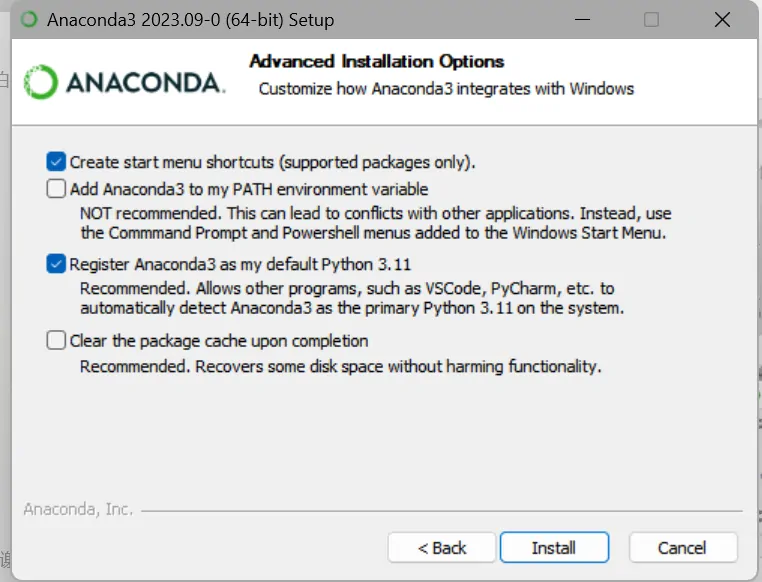 Anaconda3 2023.09-0 (64-bit) Setup
ANACONDA.
Advanced Installation Options
Customize how Anaconda3 integrates with Windows
Create start menu shortcuts (supported packages only).
Add Anaconda3 to my PATH environment variable
NOT recommended. This can lead to conflicts with other applications. Instead, use
the Commmand Prompt and Powershell menus added to the Windows Start Menu.
Register Anaconda3 as my default Python 3.11
Recommended. Allows other programs, such as VSCode, PyCharm, etc. to
automatically detect Anaconda3 as the primary Python 3.11 on the system.
Clear the package cache upon completion
Recommended. Recovers some disk space without harming functionality.
Anaconda, Inc.
< Back
Install
Cancel